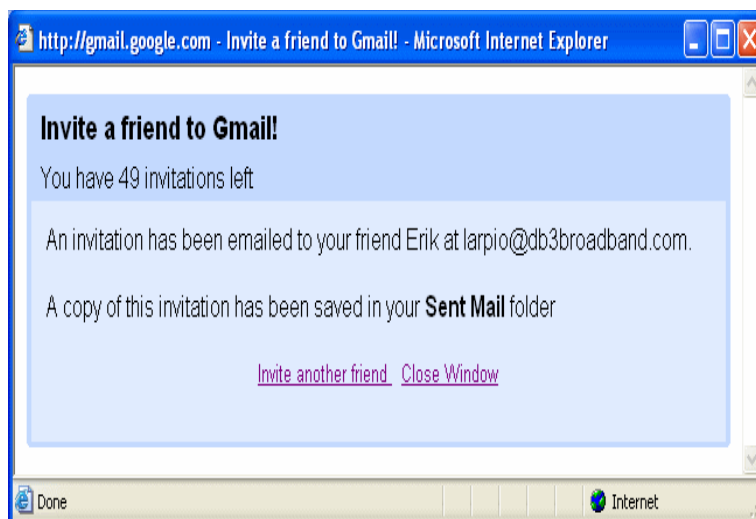 http://gmail.google.com - Invite a friend to Gmail! - Microsoft Internet Explorer
Invite a friend to Gmail!
You have 49 invitations left
An invitation has been emailed to your friend Erik at larpio@db3broadband.com.
A copy of this invitation has been saved in your Sent Mail folder
Invite another friend Close Window
Done Internet